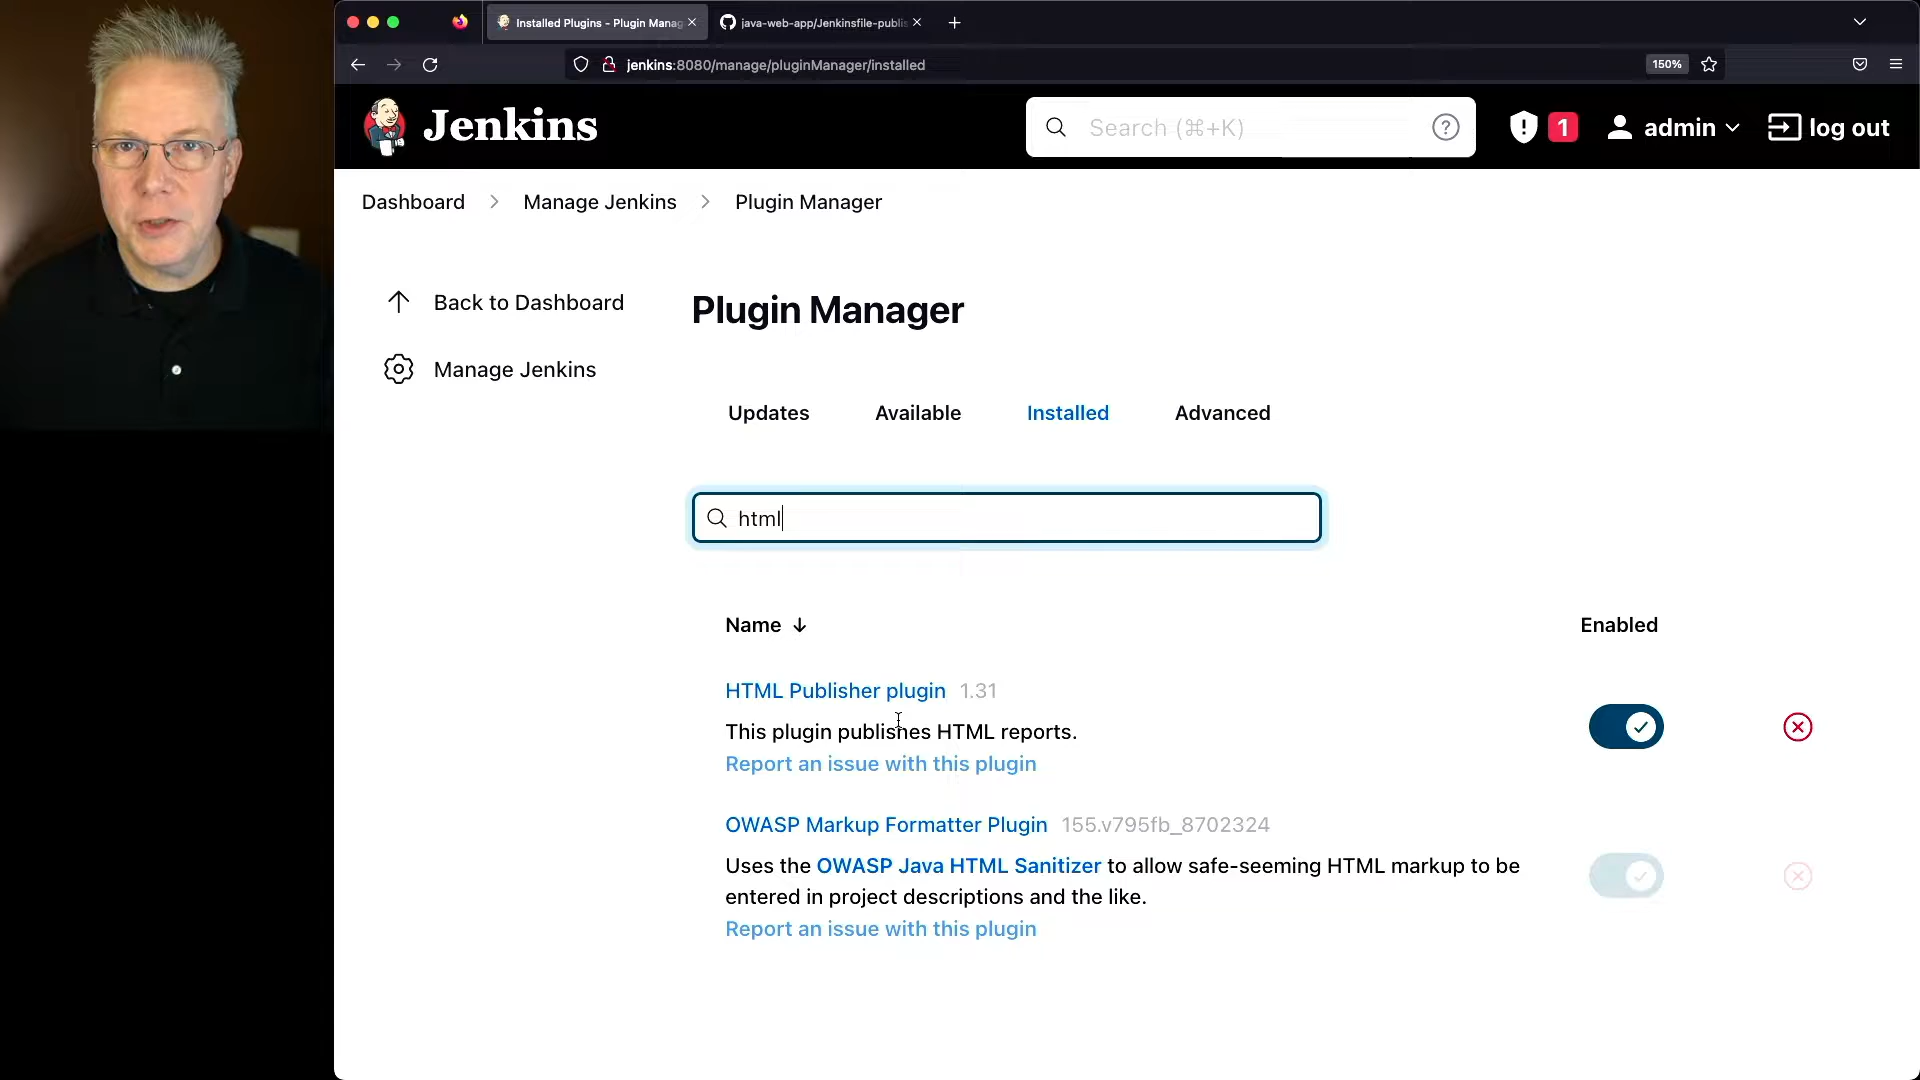 Installed Plugins - Plugin Manag
java-web-app/Jenkinsfile-publis
jenkins:8080/manage/pluginManager/installed
150%
Jenkins
Search (⌘+K)
1
admin
log out
Dashboard
Manage Jenkins
Plugin Manager
Back to Dashboard
Manage Jenkins
Plugin Manager
Updates
Available
Installed
Advanced
html
Name
Enabled
HTML Publisher plugin 1.31
This plugin publishes HTML reports.
Report an issue with this plugin
OWASP Markup Formatter Plugin 155.v795fb_8702324
Uses the OWASP Java HTML Sanitizer to allow safe-seeming HTML markup to be
entered in project descriptions and the like.
Report an issue with this plugin